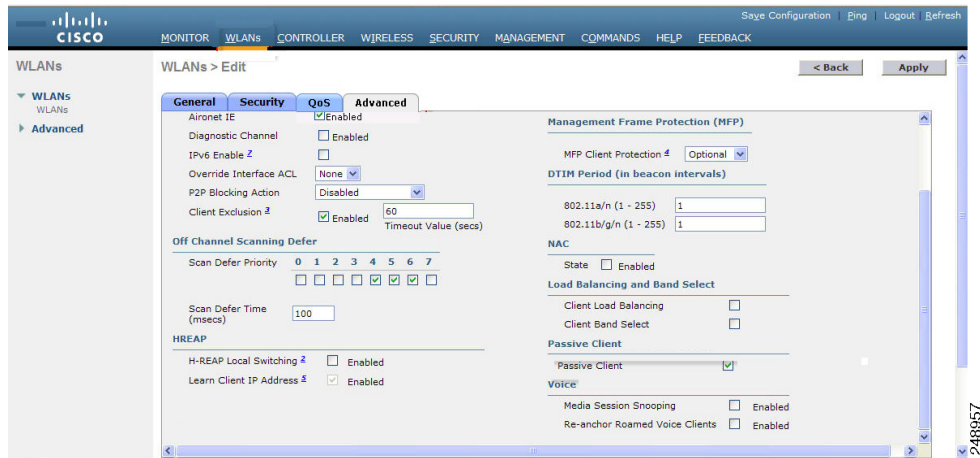 Save Configuration | Ping | Logout | Refresh
CISCO
MONITOR WLANs CONTROLLER WIRELESS SECURITY MANAGEMENT COMMANDS HELP FEEDBACK
WLANs
WLANs > Edit
< Back
Apply
WLANs
WLANs
Advanced
General Security QoS Advanced
Aironet IE Enabled
Diagnostic Channel Enabled
IPv6 Enable 7
Override Interface ACL None
P2P Blocking Action Disabled
Client Exclusion 3 Enabled 60
Timeout Value (secs)
Off Channel Scanning Defer
Scan Defer Priority 0 1 2 3 4 5 6 7
Scan Defer Time
(msecs)
100
HREAP
H-REAP Local Switching 2 Enabled
Learn Client IP Address 5 Enabled
Management Frame Protection (MFP)
MFP Client Protection 4 Optional
DTIM Period (in beacon intervals)
802.11a/n (1 - 255) 1
802.11b/g/n (1 - 255) 1
NAC
State Enabled
Load Balancing and Band Select
Client Load Balancing
Client Band Select
Passive Client
Passive Client
Voice
Media Session Snooping Enabled
Re-anchor Roamed Voice Clients Enabled
248957